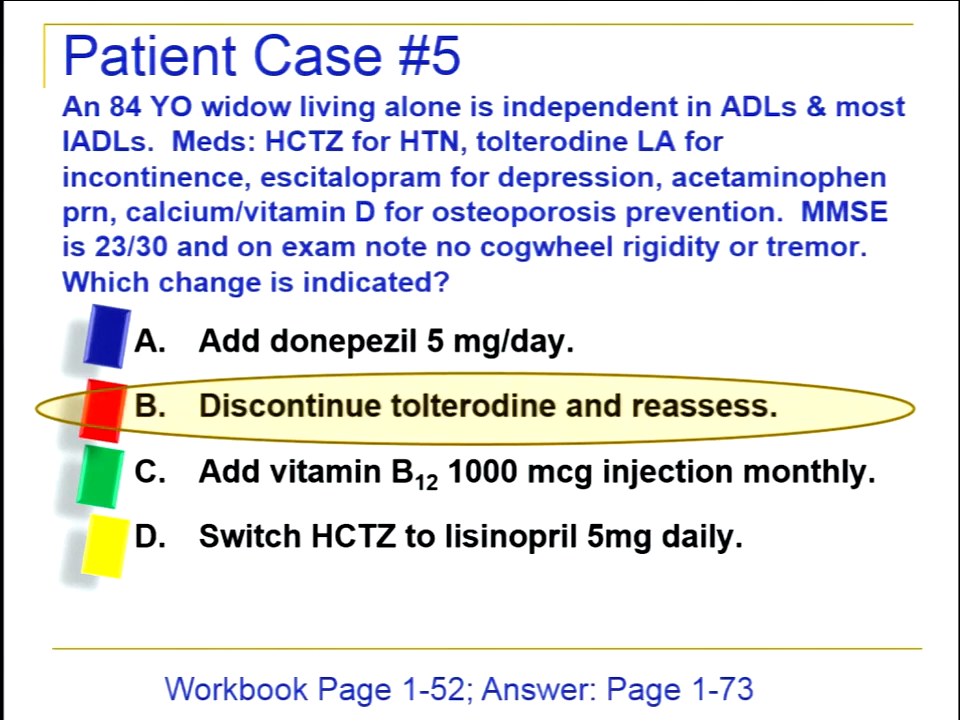 Patient Case #5
An 84 YO widow living alone is independent in ADLs & most
IADLs. Meds: HCTZ for HTN, tolterodine LA for
incontinence, escitalopram for depression, acetaminophen
prn, calcium/vitamin D for osteoporosis prevention. MMSE
is 23/30 and on exam note no cogwheel rigidity or tremor.
Which change is indicated?
A. Add donepezil 5 mg/day.
B. Discontinue tolterodine and reassess.
C. Add vitamin B12 1000 mcg injection monthly.
D. Switch HCTZ to lisinopril 5mg daily.
Workbook Page 1-52; Answer: Page 1-73